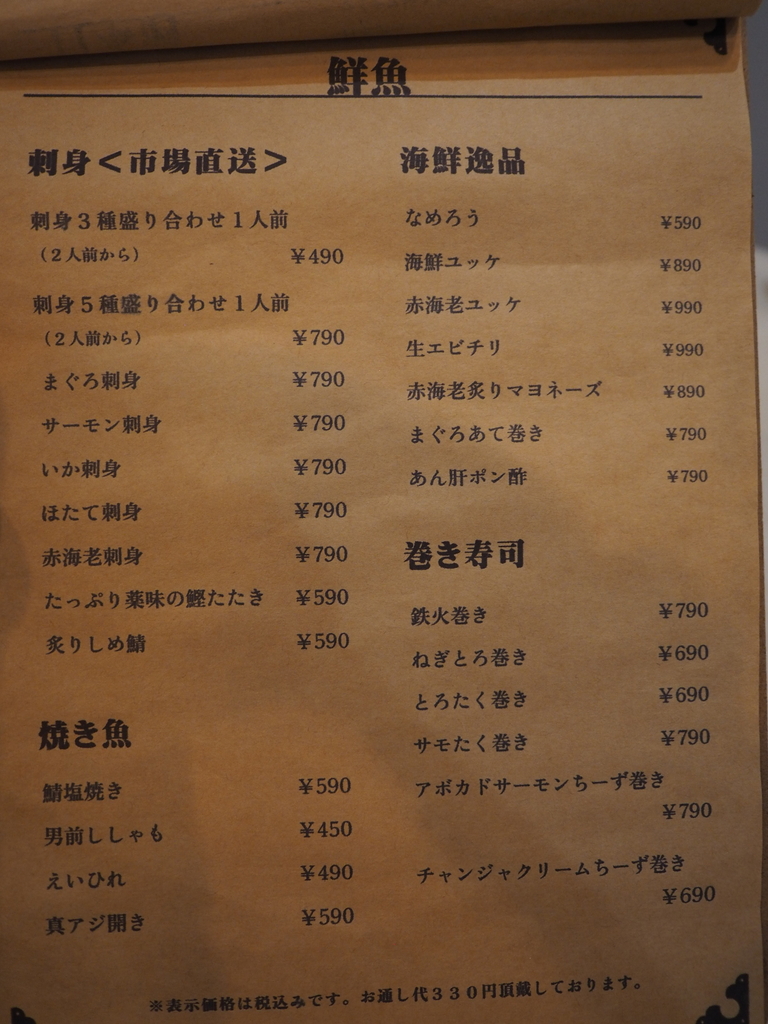 鮮魚
刺身＜市場直送＞
刺身３種盛り合わせ１人前
（２人前から） ¥490
刺身５種盛り合わせ１人前
（２人前から） ¥790
まぐろ刺身 ¥790
サーモン刺身 ¥790
いか刺身 ¥790
ほたて刺身 ¥790
赤海老刺身 ¥790
たっぷり薬味の鰹たたき ¥590
炙りしめ鯖 ¥590
焼き魚
鯖塩焼き ¥590
男前ししゃも ¥450
えいひれ ¥490
真アジ開き ¥590
海鮮逸品
なめろう ¥590
海鮮ユッケ ¥890
赤海老ユッケ ¥990
生エビチリ ¥990
赤海老炙りマヨネーズ ¥890
まぐろあて巻き ¥790
あん肝ポン酢 ¥790
巻き寿司
鉄火巻き ¥790
ねぎとろ巻き ¥690
とろたく巻き ¥690
サモたく巻き ¥790
アボカドサーモンちーず巻き
¥790
チャンジャクリームちーず巻き
¥690
※表示価格は税込みです。お通し代３３０円頂戴しております。